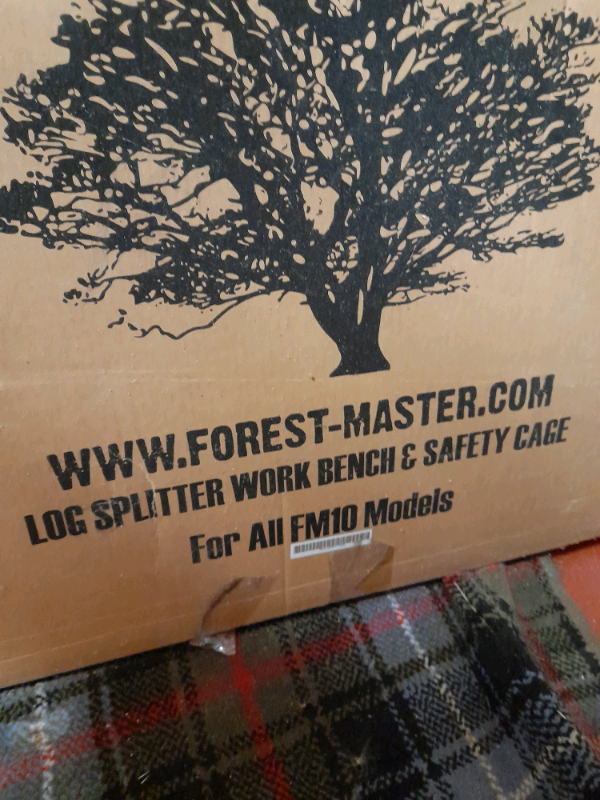 WWW.FOREST-MASTER.COM
LOG SPLITTER WORK BENCH & SAFETY CAGE
For All FM10 Models